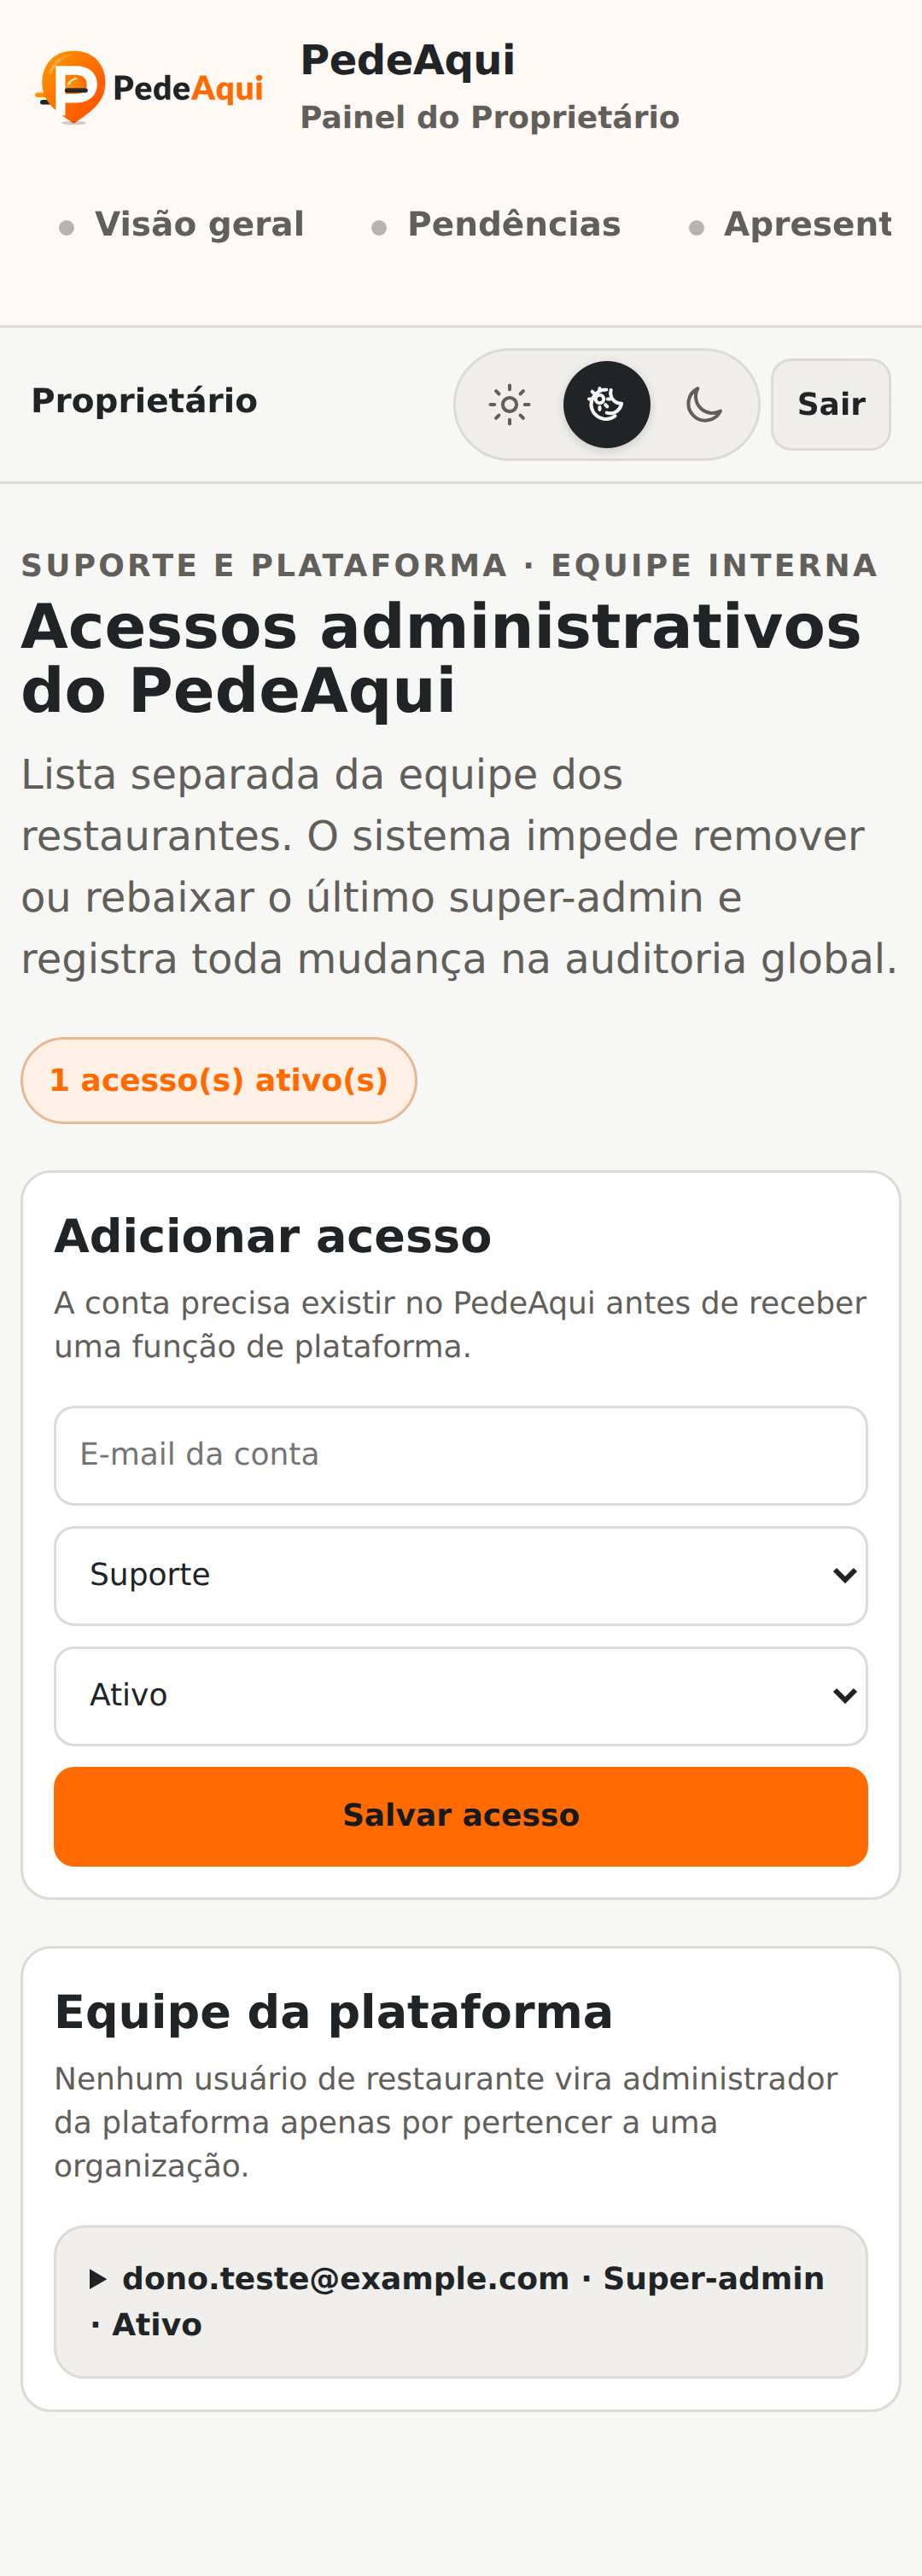 PedeAqui
PedeAqui
Painel do Proprietário
Visão geral
Pendências
Apresent
Proprietário
Sair
SUPORTE E PLATAFORMA · EQUIPE INTERNA
Acessos administrativos
do PedeAqui
Lista separada da equipe dos
restaurantes. O sistema impede remover
ou rebaixar o último super-admin e
registra toda mudança na auditoria global.
1 acesso(s) ativo(s)
Adicionar acesso
A conta precisa existir no PedeAqui antes de receber
uma função de plataforma.
E-mail da conta
Suporte
Ativo
Salvar acesso
Equipe da plataforma
Nenhum usuário de restaurante vira administrador
da plataforma apenas por pertencer a uma
organização.
dono.teste@example.com · Super-admin
· Ativo